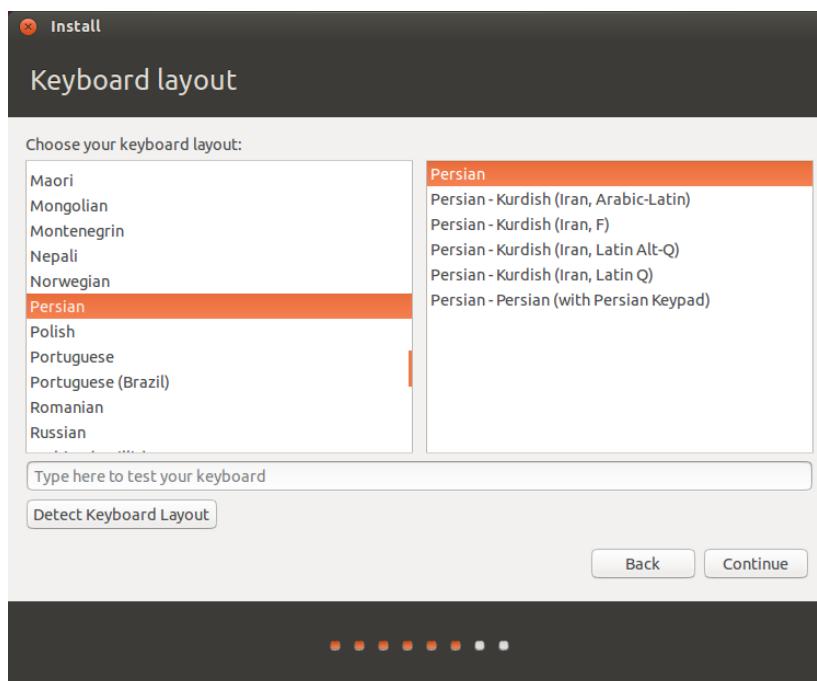 Install
Keyboard layout
Choose your keyboard layout:
Maori
Mongolian
Montenegrin
Nepali
Norwegian
Persian
Polish
Portuguese
Portuguese (Brazil)
Romanian
Russian
Persian
Persian - Kurdish (Iran, Arabic-Latin)
Persian - Kurdish (Iran, F)
Persian - Kurdish (Iran, Latin Alt-Q)
Persian - Kurdish (Iran, Latin Q)
Persian - Persian (with Persian Keypad)
Type here to test your keyboard
Detect Keyboard Layout
Back
Continue